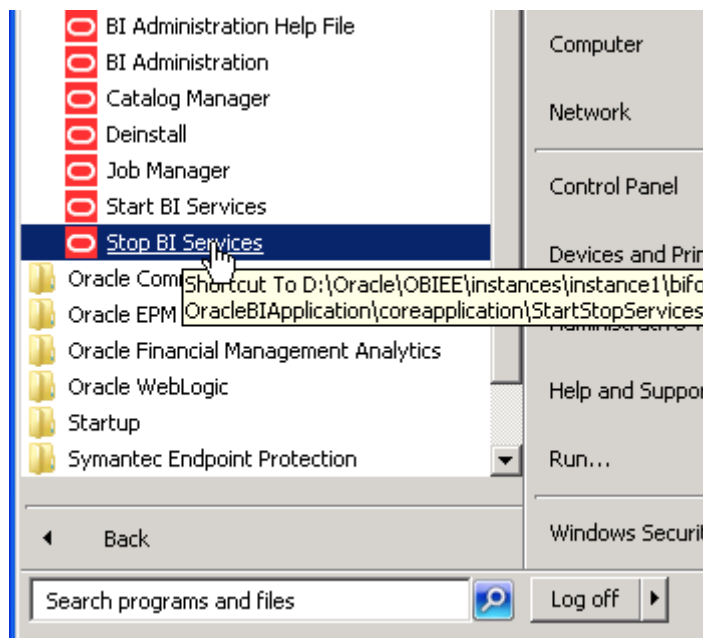 BI Administration Help File
BI Administration
Catalog Manager
Deinstall
Job Manager
Start BI Services
Stop BI Services
Oracle Com
Shortcut To D:\Oracle\OBIEE\instances\instance1\bifo
OracleBIApplication\coreapplication\StartStopServices
Oracle EPM
Oracle Financial Management Analytics
Oracle WebLogic
Startup
Symantec Endpoint Protection
Back
Search programs and files
Computer
Network
Control Panel
Devices and Prin
Help and Suppor
Run...
Windows Securit
Log off